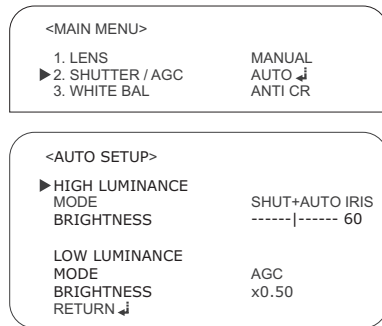 <MAIN MENU>
1. LENS MANUAL
▶2. SHUTTER / AGC AUTO ↲
3. WHITE BAL ANTI CR
<AUTO SETUP>
▶HIGH LUMINANCE
MODE SHUT+AUTO IRIS
BRIGHTNESS ------|------ 60
LOW LUMINANCE
MODE AGC
BRIGHTNESS x0.50
RETURN ↲